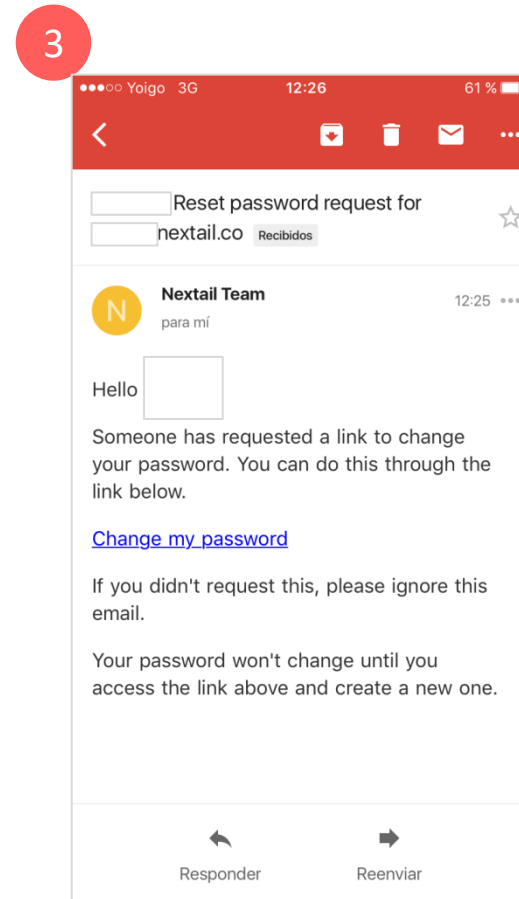 3
Yoigo 3G 12:26 61 %
Reset password request for
nextail.co Recibidos
N
Nextail Team 12:25
para mí
Hello
Someone has requested a link to change
your password. You can do this through the
link below.
Change my password
If you didn't request this, please ignore this
email.
Your password won't change until you
access the link above and create a new one.
Responder Reenviar